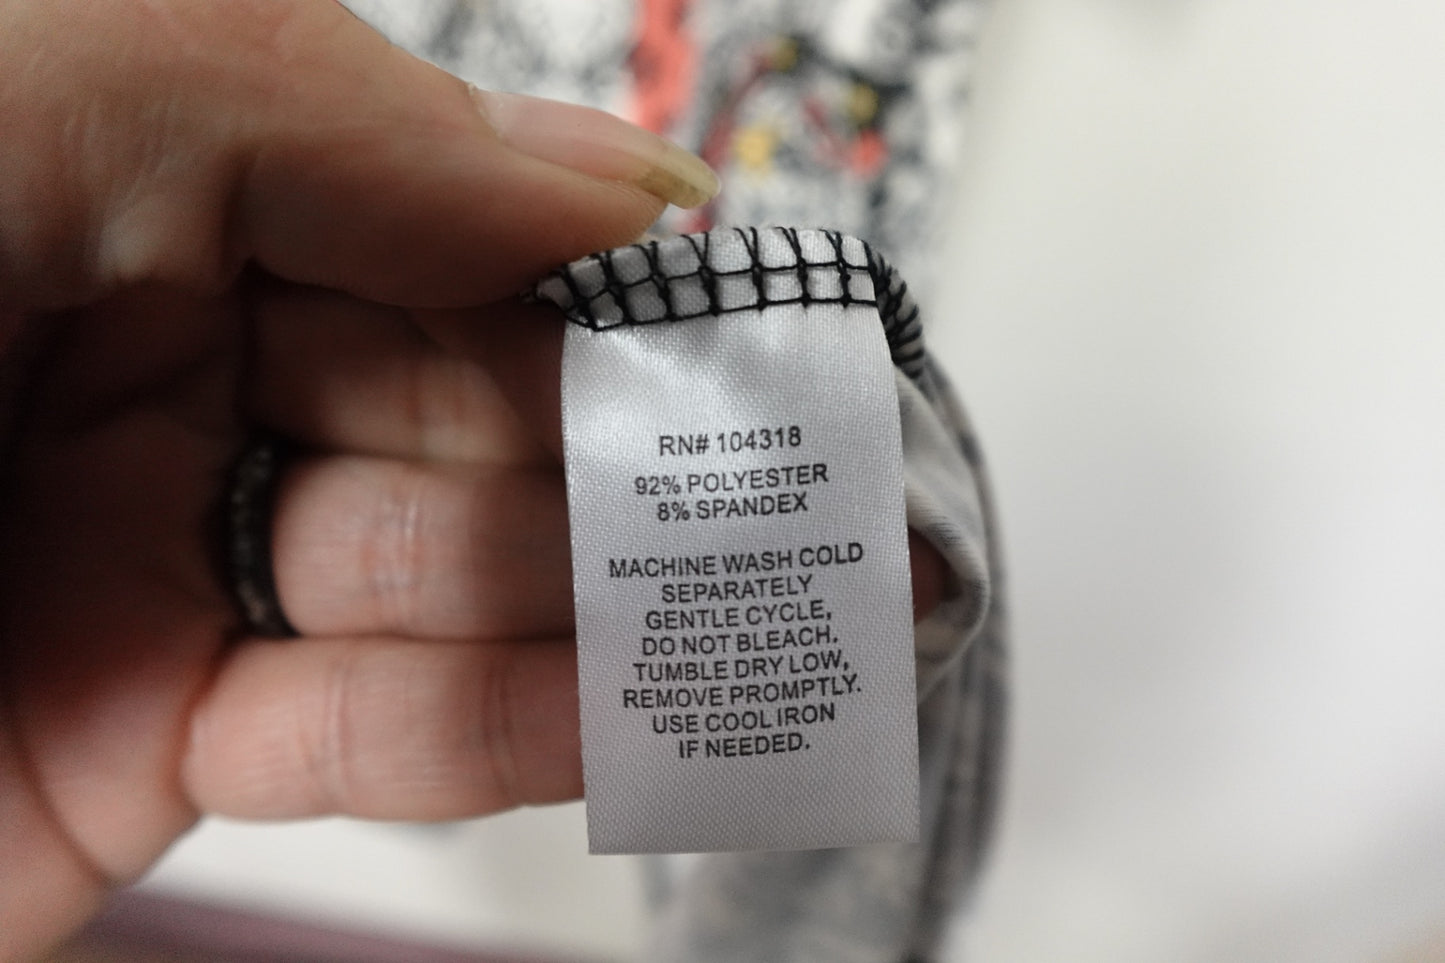 RN# 104318
92% POLYESTER
8% SPANDEX
MACHINE WASH COLD
SEPARATELY
GENTLE CYCLE,
DO NOT BLEACH.
TUMBLE DRY LOW,
REMOVE PROMPTLY.
USE COOL IRON
IF NEEDED.